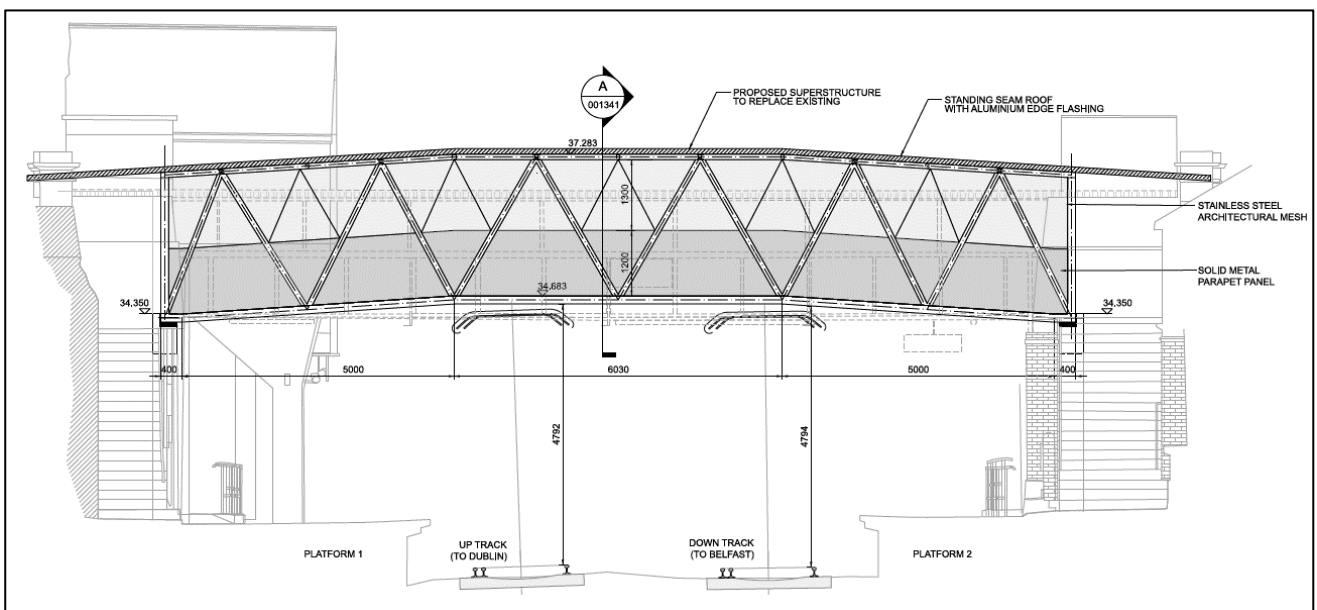 A
001341
PROPOSED SUPERSTRUCTURE
TO REPLACE EXISTING
STANDING SEAM ROOF
WITH ALUMINIUM EDGE FLASHING
37.283
1300
STAINLESS STEEL
ARCHITECTURAL MESH
1200
SOLID METAL
PARAPET PANEL
34.683
34.350
34.350
400
5000
6030
5000
400
4792
4794
PLATFORM 1
UP TRACK
(TO DUBLIN)
DOWN TRACK
(TO BELFAST)
PLATFORM 2